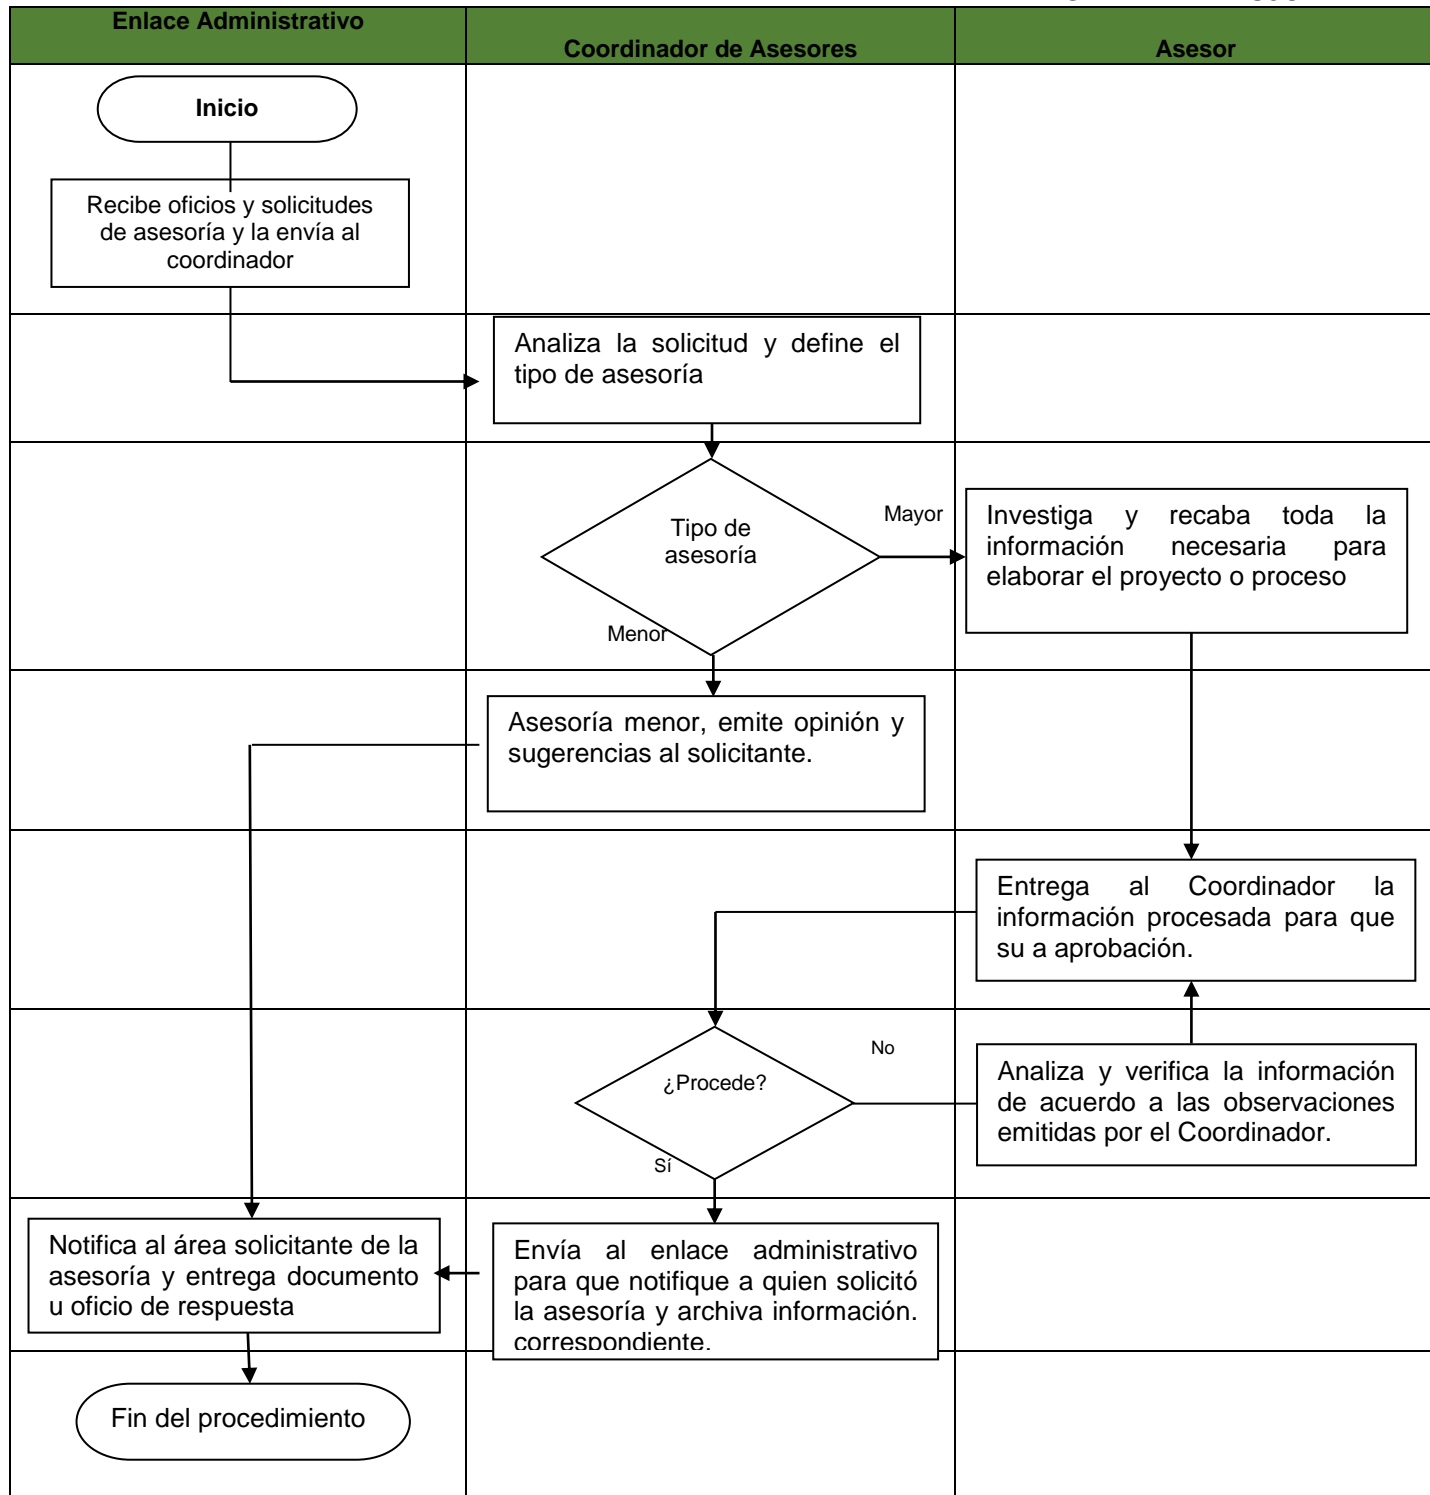 Enlace Administrativo
Coordinador de Asesores
Asesor
Inicio
Recibe oficios y solicitudes
de asesoría y la envía al
coordinador
Analiza la solicitud y define el
tipo de asesoría
Tipo de
asesoría
Mayor
Menor
Investiga y recaba toda la
información necesaria para
elaborar el proyecto o proceso
Asesoría menor, emite opinión y
sugerencias al solicitante.
Entrega al Coordinador la
información procesada para que
su a aprobación.
¿Procede?
No
Sí
Analiza y verifica la información
de acuerdo a las observaciones
emitidas por el Coordinador.
Notifica al área solicitante de la
asesoría y entrega documento
u oficio de respuesta
Envía al enlace administrativo
para que notifique a quien solicitó
la asesoría y archiva información.
correspondiente.
Fin del procedimiento